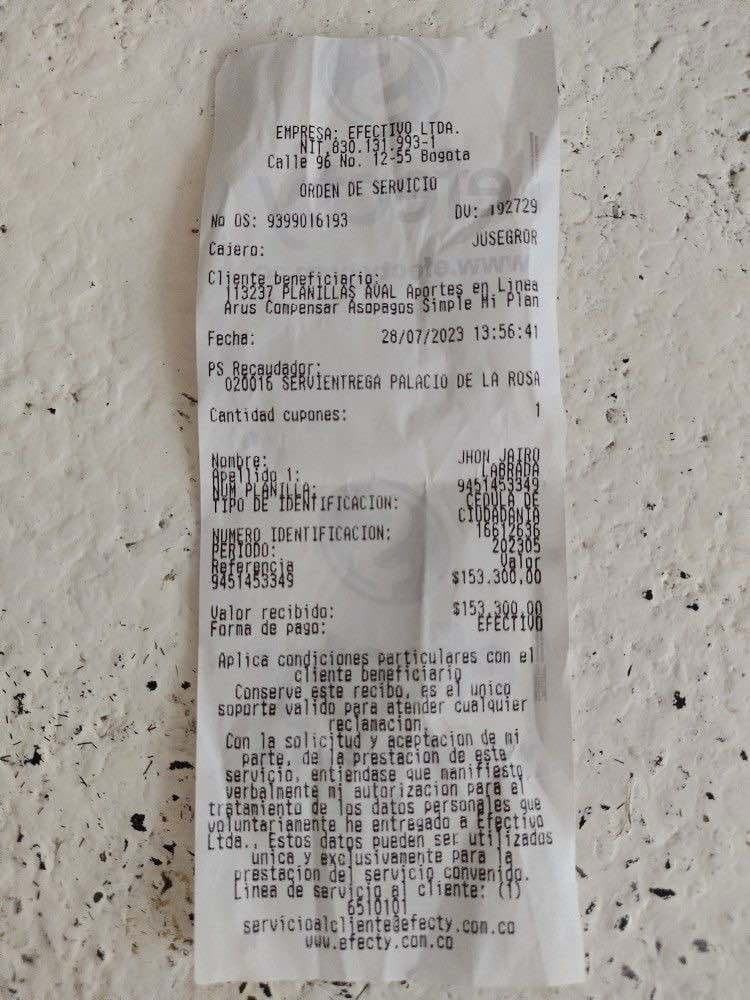 EMPRESA: EFECTIVO LTDA.
NIT.830.131.993-1
Calle 96 No. 12-55 Bogota
ORDEN DE SERVICIO
No OS: 9399016193 DV: 192729
Cajero: JUSEGROR
Cliente beneficiario:
113237 PLANILLAS AVAL Aportes en Linea
Arus Compensar Asopagos Simple Mi Plan
Fecha: 28/07/2023 13:56:41
PS Recaudador:
020016 SERVIENTREGA PALACIO DE LA ROSA
Cantidad cupones: 1
Nombre: JHON JAIRO
Apellido 1: LABRADA
NUM PLANILLA: 9451453349
TIPO DE IDENTIFICACION: CEDULA DE
CIUDADANIA
NUMERO IDENTIFICACION: 16612636
PERIODO: 202305
Referencia Valor
9451453349 $153.300,00
Valor recibido: $153.300,00
Forma de pago: EFECTIVO
Aplica condiciones particulares con el
cliente beneficiario
Conserve este recibo, es el unico
soporte valido para atender cualquier
reclamacion.
Con la solicitud y aceptacion de mi
parte, de la prestacion de este
servicio, entiendase que manifiesto
verbalmente mi autorizacion para el
tratamiento de los datos personales que
voluntariamente he entregado a Efectivo
Ltda., Estos datos pueden ser utilizados
unica y exclusivamente para la
prestacion del servicio convenido.
Linea de servicio al cliente: (1)
6510101
servicioalcliente@efecty.com.co
www.efecty.com.co